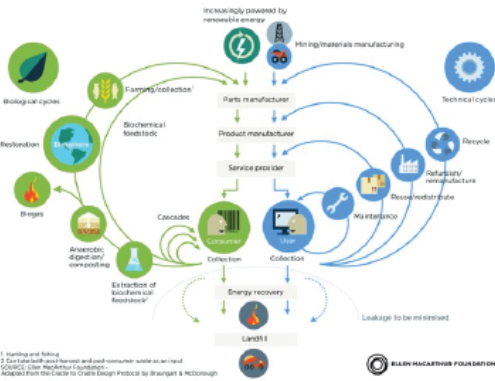 Increasingly powered by
renewable energy
Mining/materials manufacturing
Biological cycles
Technical cycles
Farming/collection¹
Parts manufacturer
Biochemical
feedstock
Product manufacturer
Recycle
Restoration
Biosphere
Service provider
Refurbish/
remanufacture
Reuse/redistribute
Biogas
Cascades
Maintenance
Consumer
User
Anaerobic
digestion/
composting
Collection
Collection
Extraction of
biochemical
feedstock²
Energy recovery
Leakage to be minimised
Landfill
1 Hunting and fishing
2 Can take both post-harvest and post-consumer waste as an input
SOURCE: Ellen MacArthur Foundation –
Adapted from the Cradle to Cradle Design Protocol by Braungart & McDonough
ELLEN MACARTHUR FOUNDATION